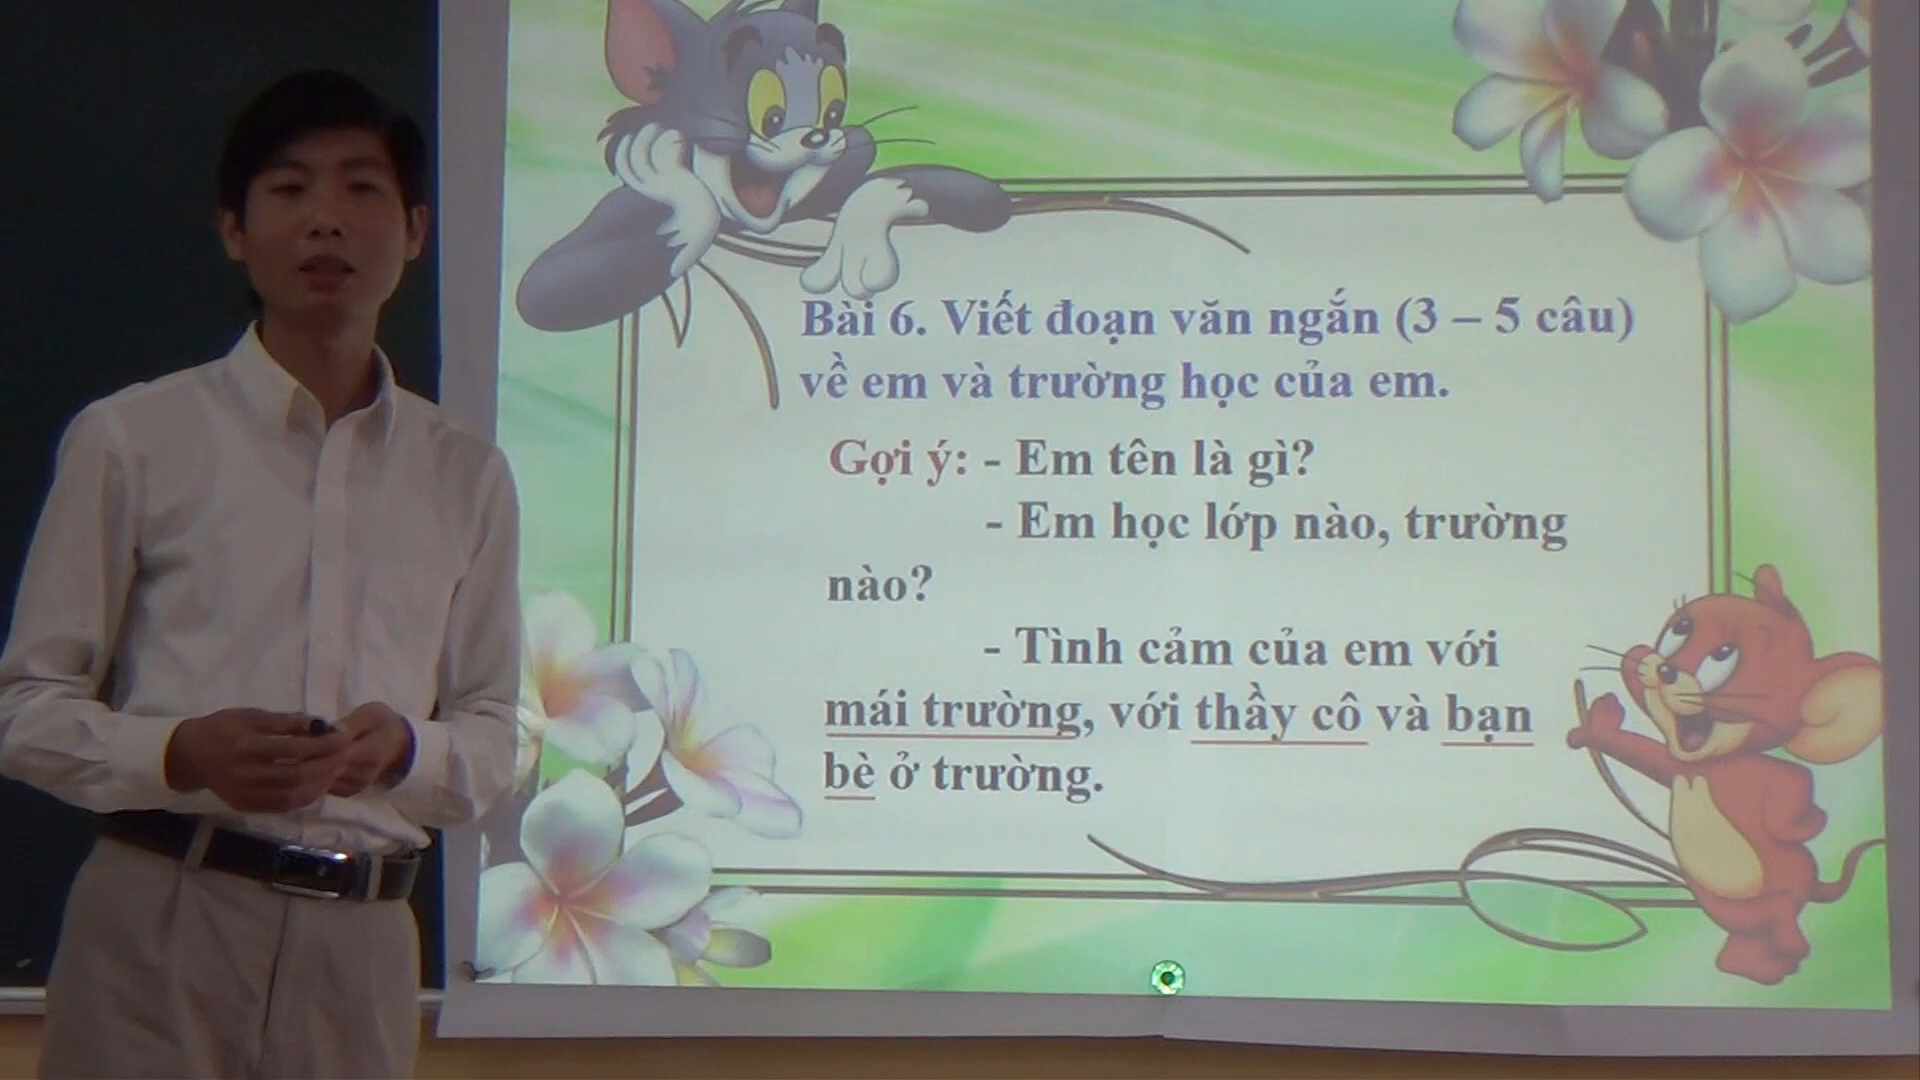 Bài 6. Viết đoạn văn ngắn (3 – 5 câu)
về em và trường học của em.
Gợi ý: - Em tên là gì?
- Em học lớp nào, trường
nào?
- Tình cảm của em với
mái trường, với thầy cô và bạn
bè ở trường.